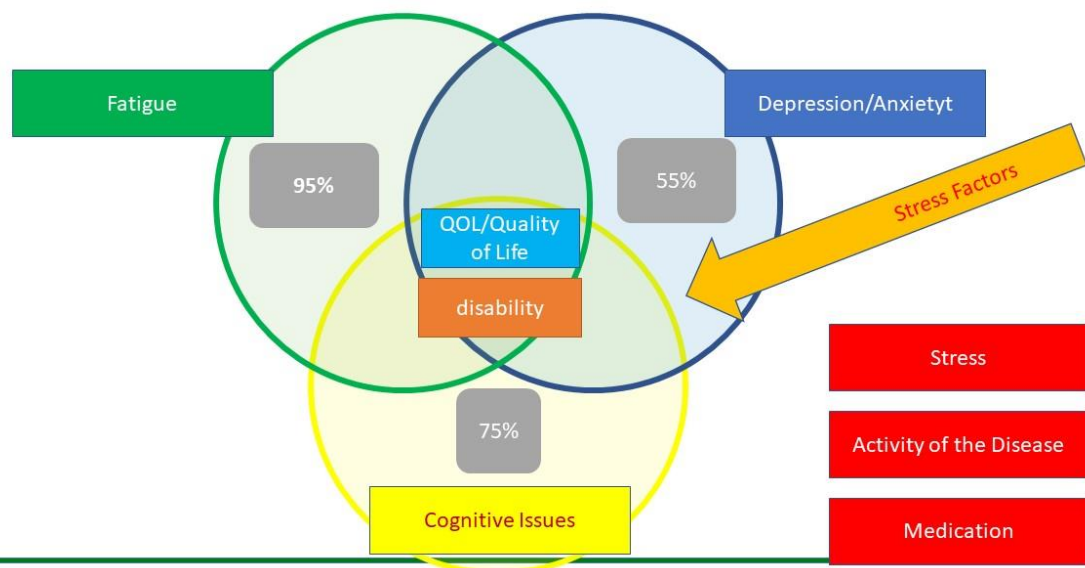 Fatigue
Depression/Anxietyt
95%
55%
Stress Factors
QOL/Quality
of Life
disability
Stress
75%
Activity of the Disease
Cognitive Issues
Medication